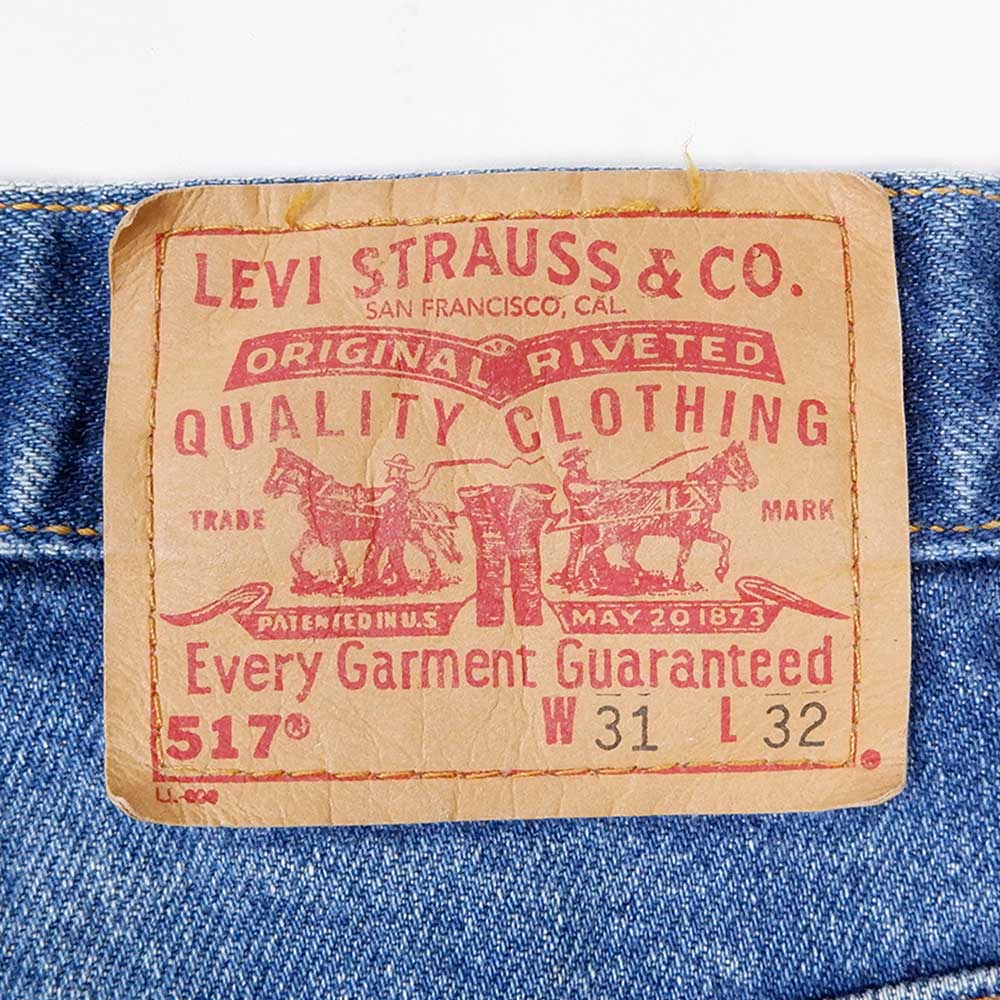 LEVI STRAUSS & CO.
SAN FRANCISCO, CAL.
ORIGINAL RIVETED
QUALITY CLOTHING
TRADE MARK
PATENTED IN U.S
MAY 20 1873
Every Garment Guaranteed
517® W 31 L 32